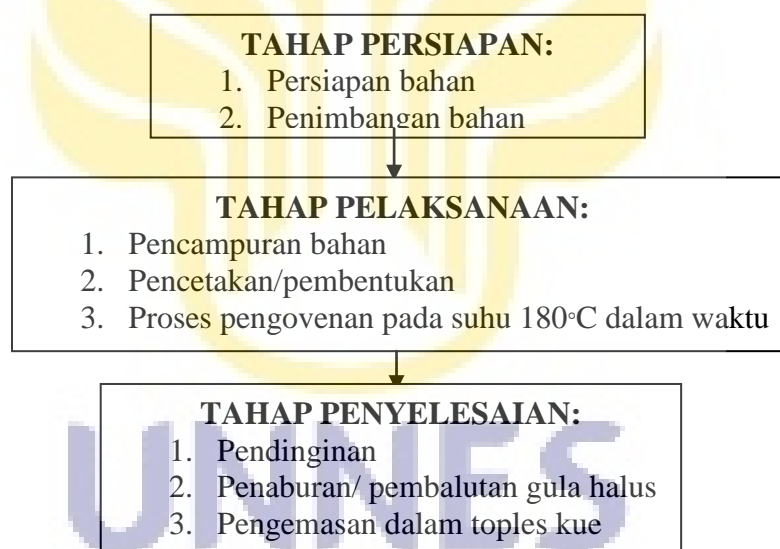 TAHAP PERSIAPAN:
1. Persiapan bahan
2. Penimbangan bahan
TAHAP PELAKSANAAN:
1. Pencampuran bahan
2. Pencetakan/pembentukan
3. Proses pengovenan pada suhu 180°C dalam waktu
TAHAP PENYELESAIAN:
1. Pendinginan
2. Penaburan/ pembalutan gula halus
3. Pengemasan dalam toples kue
UNNES